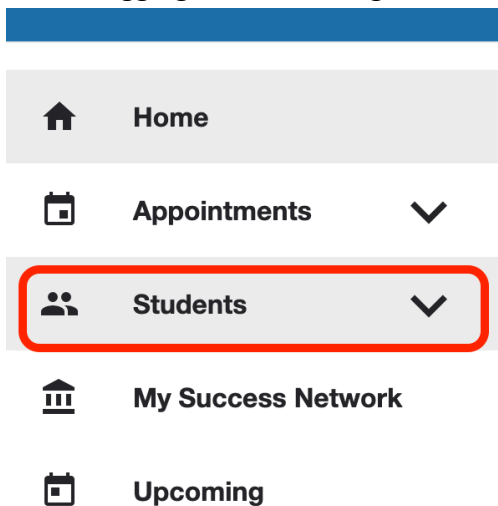 Home
Appointments
Students
My Success Network
Upcoming